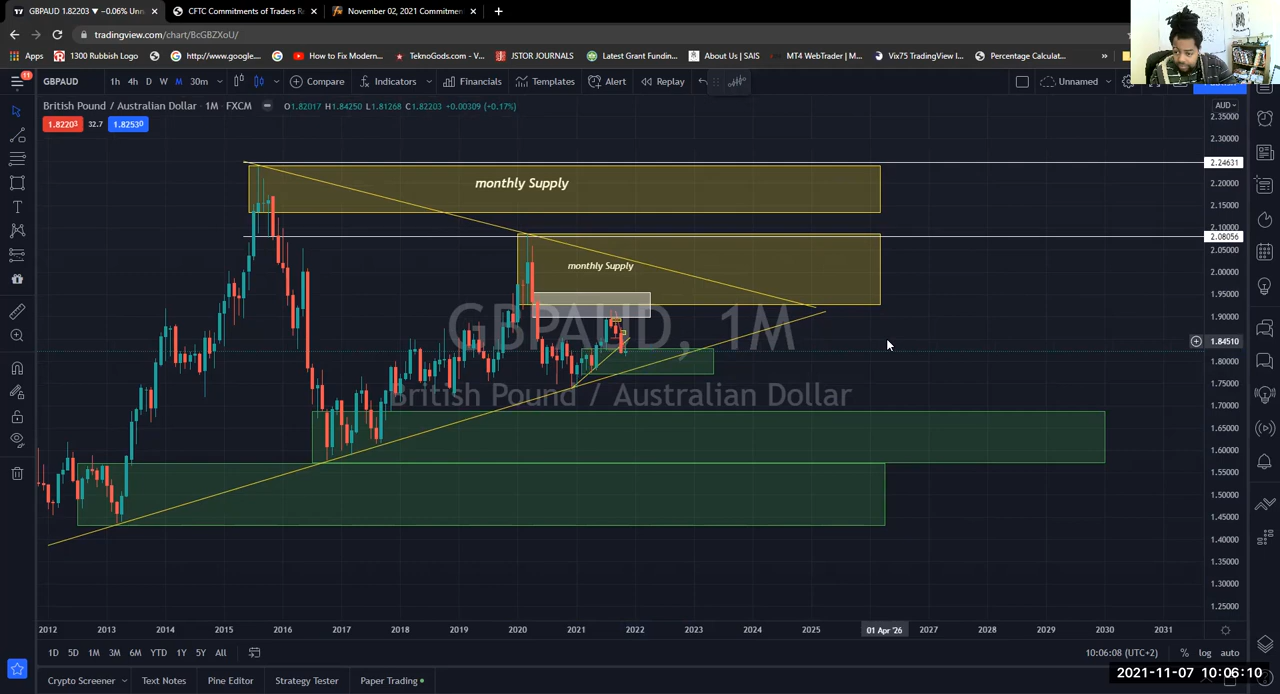 GBPAUD 1.82203 ▼ −0.06% Unn
CFTC Commitments of Traders Re
November 02, 2021 Commitment
tradingview.com/chart/BcGBZXoU/
Apps
1300 Rubbish Logo
http://www.google....
How to Fix Modern...
TeknoGods.com - V...
JSTOR JOURNALS
Latest Grant Fundin...
About Us | SAIS
MT4 WebTrader | M...
Vix75 TradingView I...
Percentage Calculat...
»
11
GBPAUD
1h 4h D W M 30m
Compare
Indicators
Financials
Templates
Alert
Replay
Unnamed
British Pound / Australian Dollar · 1M · FXCM
O1.82017 H1.84250 L1.81268 C1.82203 +0.00309 (+0.17%)
AUD
1.82203 32.7 1.82530
2.35000
2.30000
2.24631
2.20000
2.15000
2.10000
2.08056
2.05000
2.00000
1.95000
1.90000
1.84510
1.80000
1.75000
1.70000
1.65000
1.60000
1.55000
1.50000
1.45000
1.40000
1.35000
1.30000
1.25000
monthly Supply
monthly Supply
GBPAUD, 1M
British Pound / Australian Dollar
2012 2013 2014 2015 2016 2017 2018 2019 2020 2021 2022 2023 2024 2025 01 Apr '26 2027 2028 2029 2030 2031
1D 5D 1M 3M 6M YTD 1Y 5Y All
10:06:08 (UTC+2) % log auto
Crypto Screener
Text Notes
Pine Editor
Strategy Tester
Paper Trading
2021-11-07 10:06:10